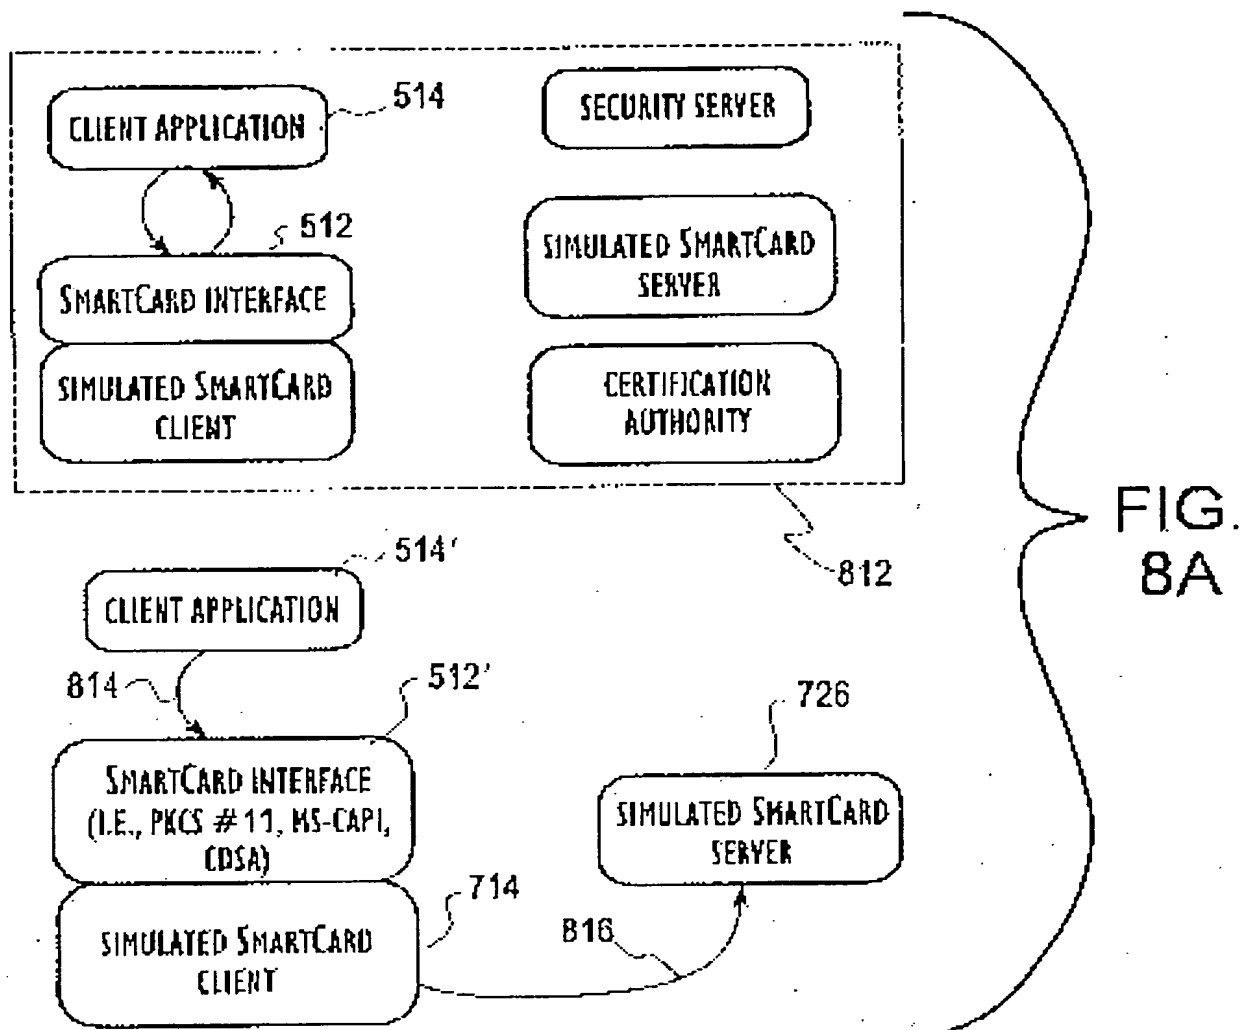 CLIENT APPLICATION
514
SECURITY SERVER
512
SMARTCARD INTERFACE
SIMULATED SMARTCARD
SERVER
SIMULATED SMARTCARD
CLIENT
CERTIFICATION
AUTHORITY
812
FIG.
8A
514'
CLIENT APPLICATION
814
512'
SMARTCARD INTERFACE
(I.E., PKCS #11, MS-CAPI,
CDSA)
726
SIMULATED SMARTCARD
SERVER
714
SIMULATED SMARTCARD
CLIENT
816